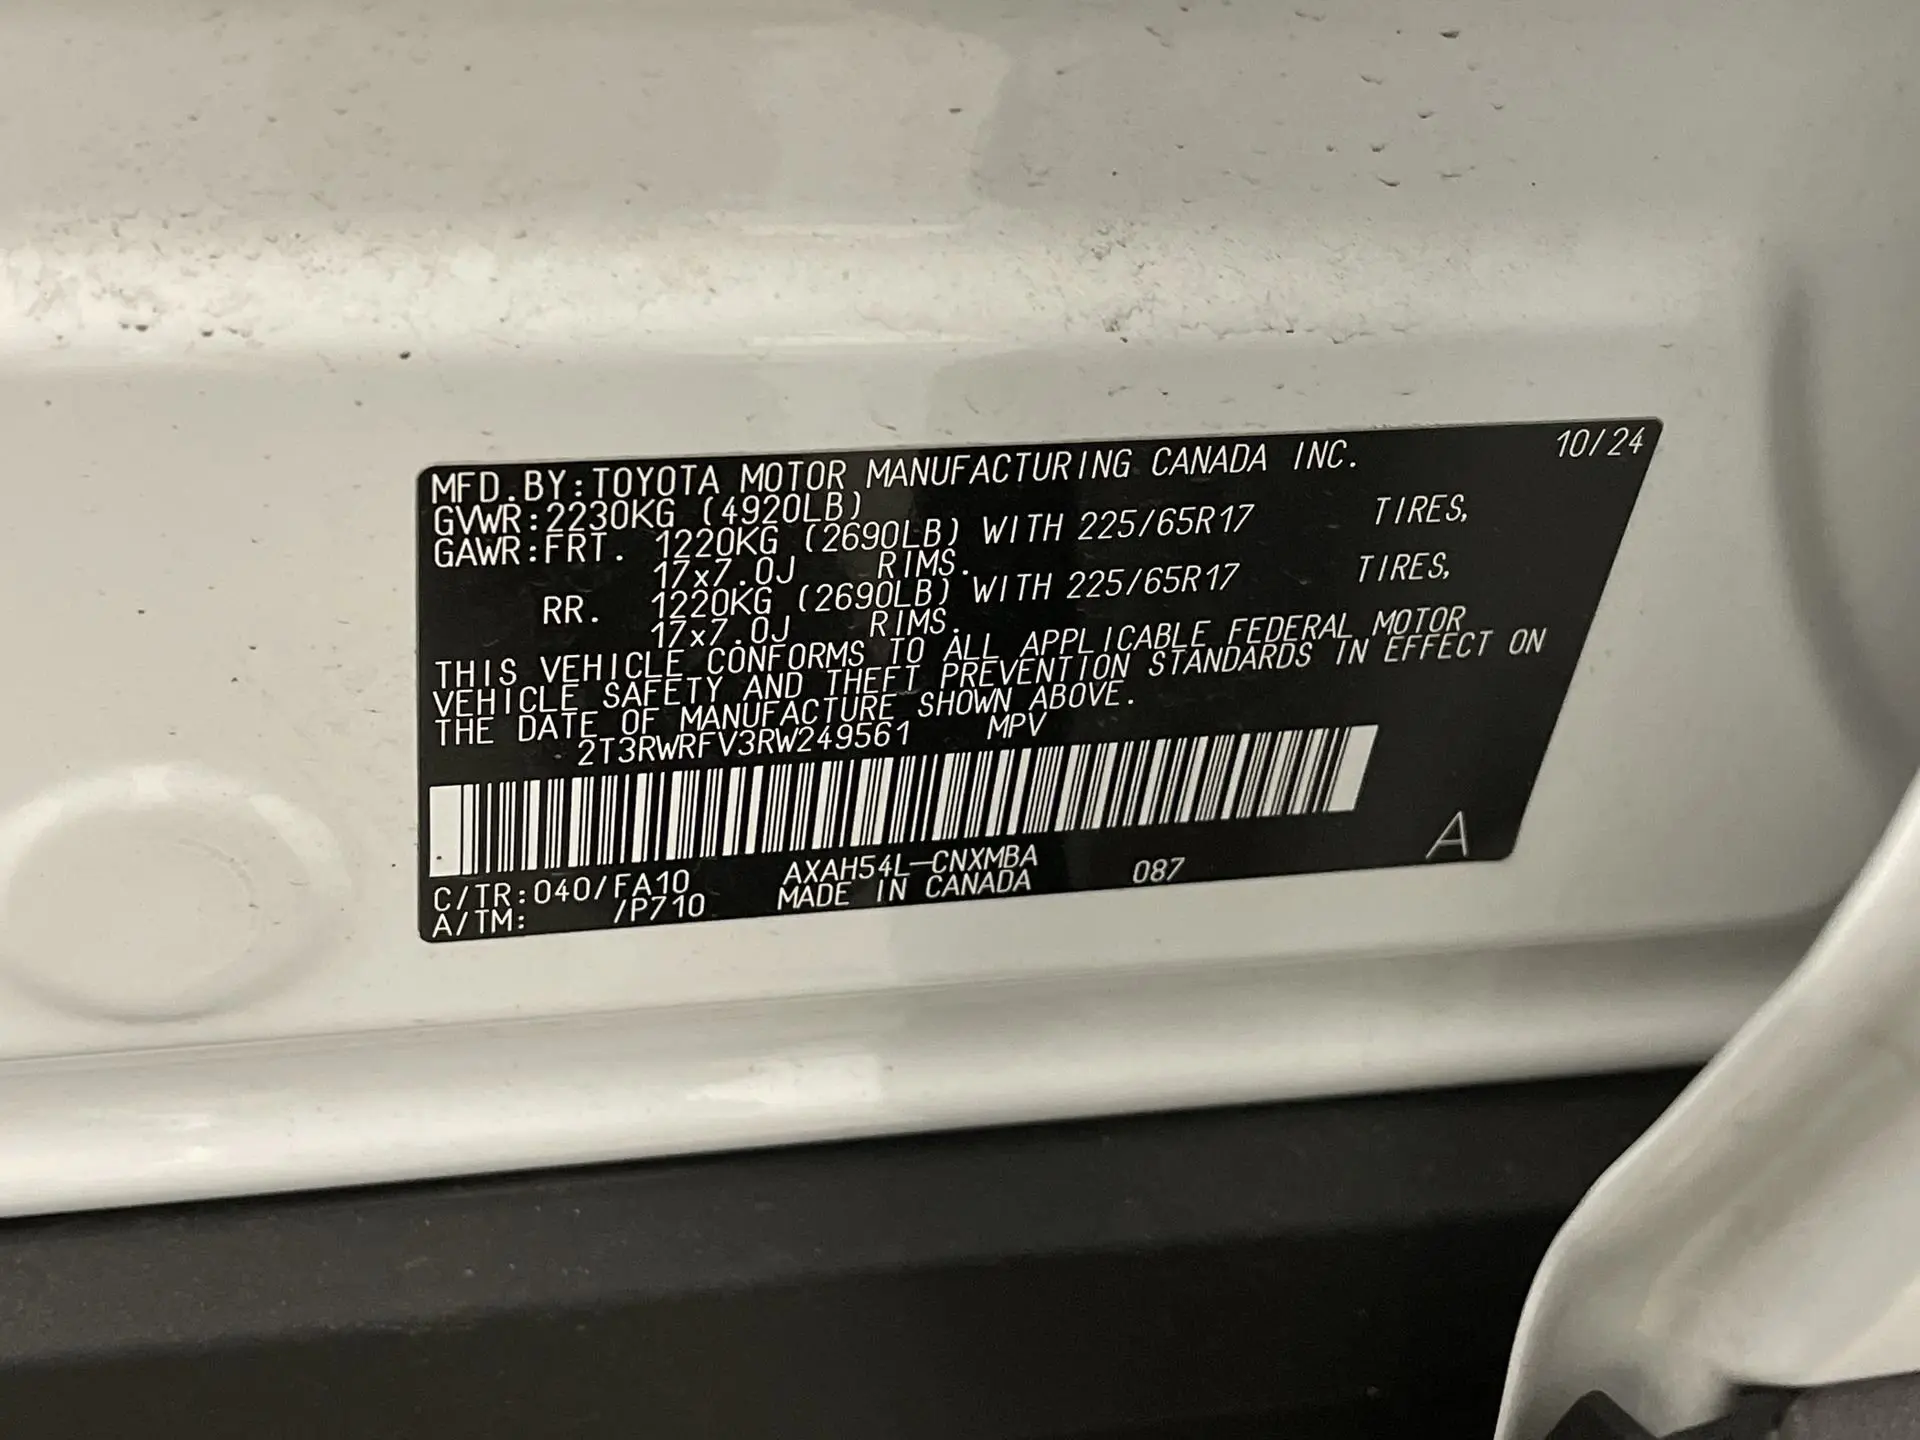 MFD.BY:TOYOTA MOTOR MANUFACTURING CANADA INC. 10/24
GVWR:2230KG (4920LB)
GAWR:FRT. 1220KG (2690LB) WITH 225/65R17 TIRES,
17x7.0J RIMS.
RR. 1220KG (2690LB) WITH 225/65R17 TIRES,
17x7.0J RIMS.
THIS VEHICLE CONFORMS TO ALL APPLICABLE FEDERAL MOTOR
VEHICLE SAFETY AND THEFT PREVENTION STANDARDS IN EFFECT ON
THE DATE OF MANUFACTURE SHOWN ABOVE.
2T3RWRFV3RW249561 MPV
C/TR:040/FA10 AXAH54L-CNXMBA 087 A
A/TM: /P710 MADE IN CANADA